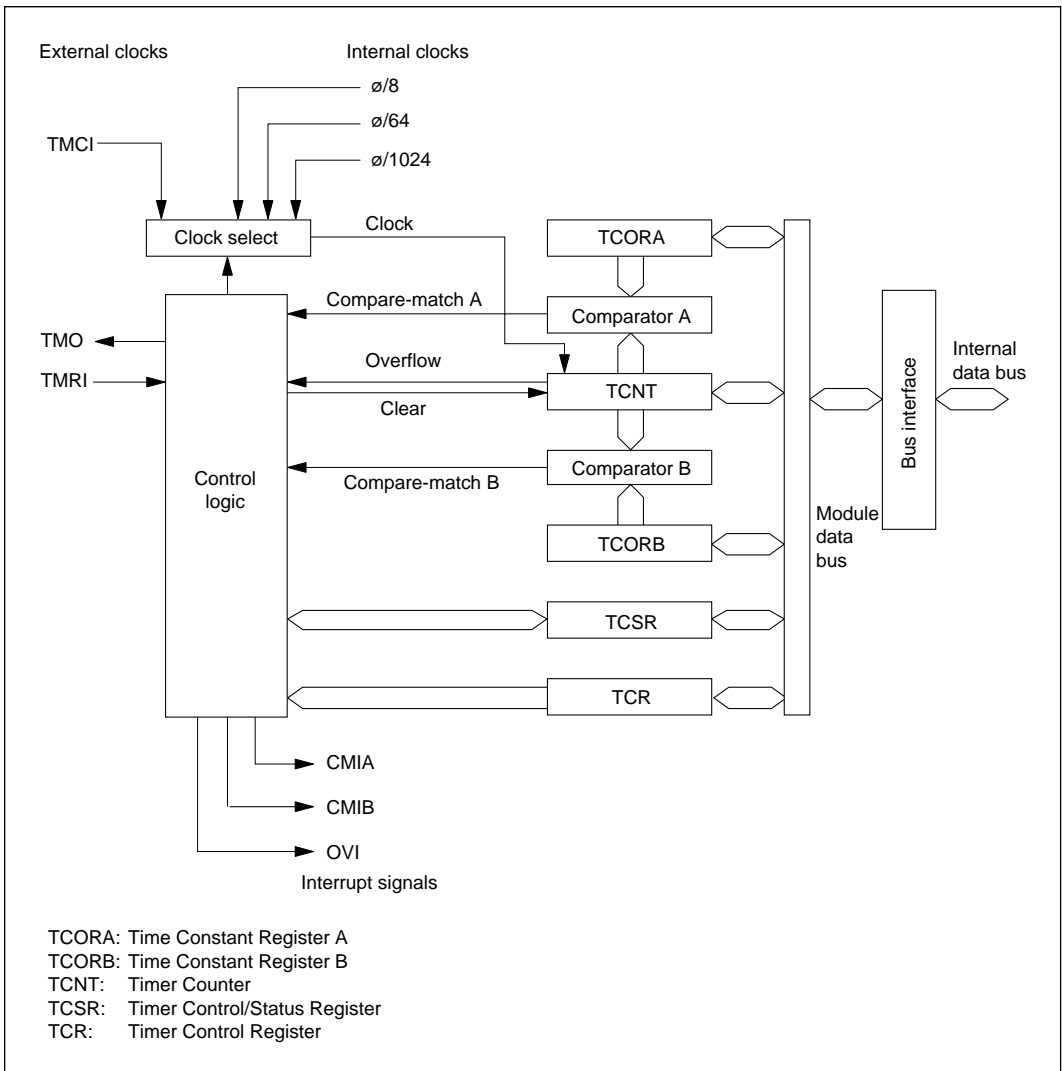 External clocks
Internal clocks
ø/8
ø/64
TMCI
ø/1024
Clock select
Clock
TCORA
Compare-match A
Comparator A
TMO
Overflow
Internal
data bus
TMRI
TCNT
Clear
Bus interface
Control
logic
Compare-match B
Comparator B
Module
data
bus
TCORB
TCSR
TCR
CMIA
CMIB
OVI
Interrupt signals
TCORA: Time Constant Register A
TCORB: Time Constant Register B
TCNT: Timer Counter
TCSR: Timer Control/Status Register
TCR: Timer Control Register